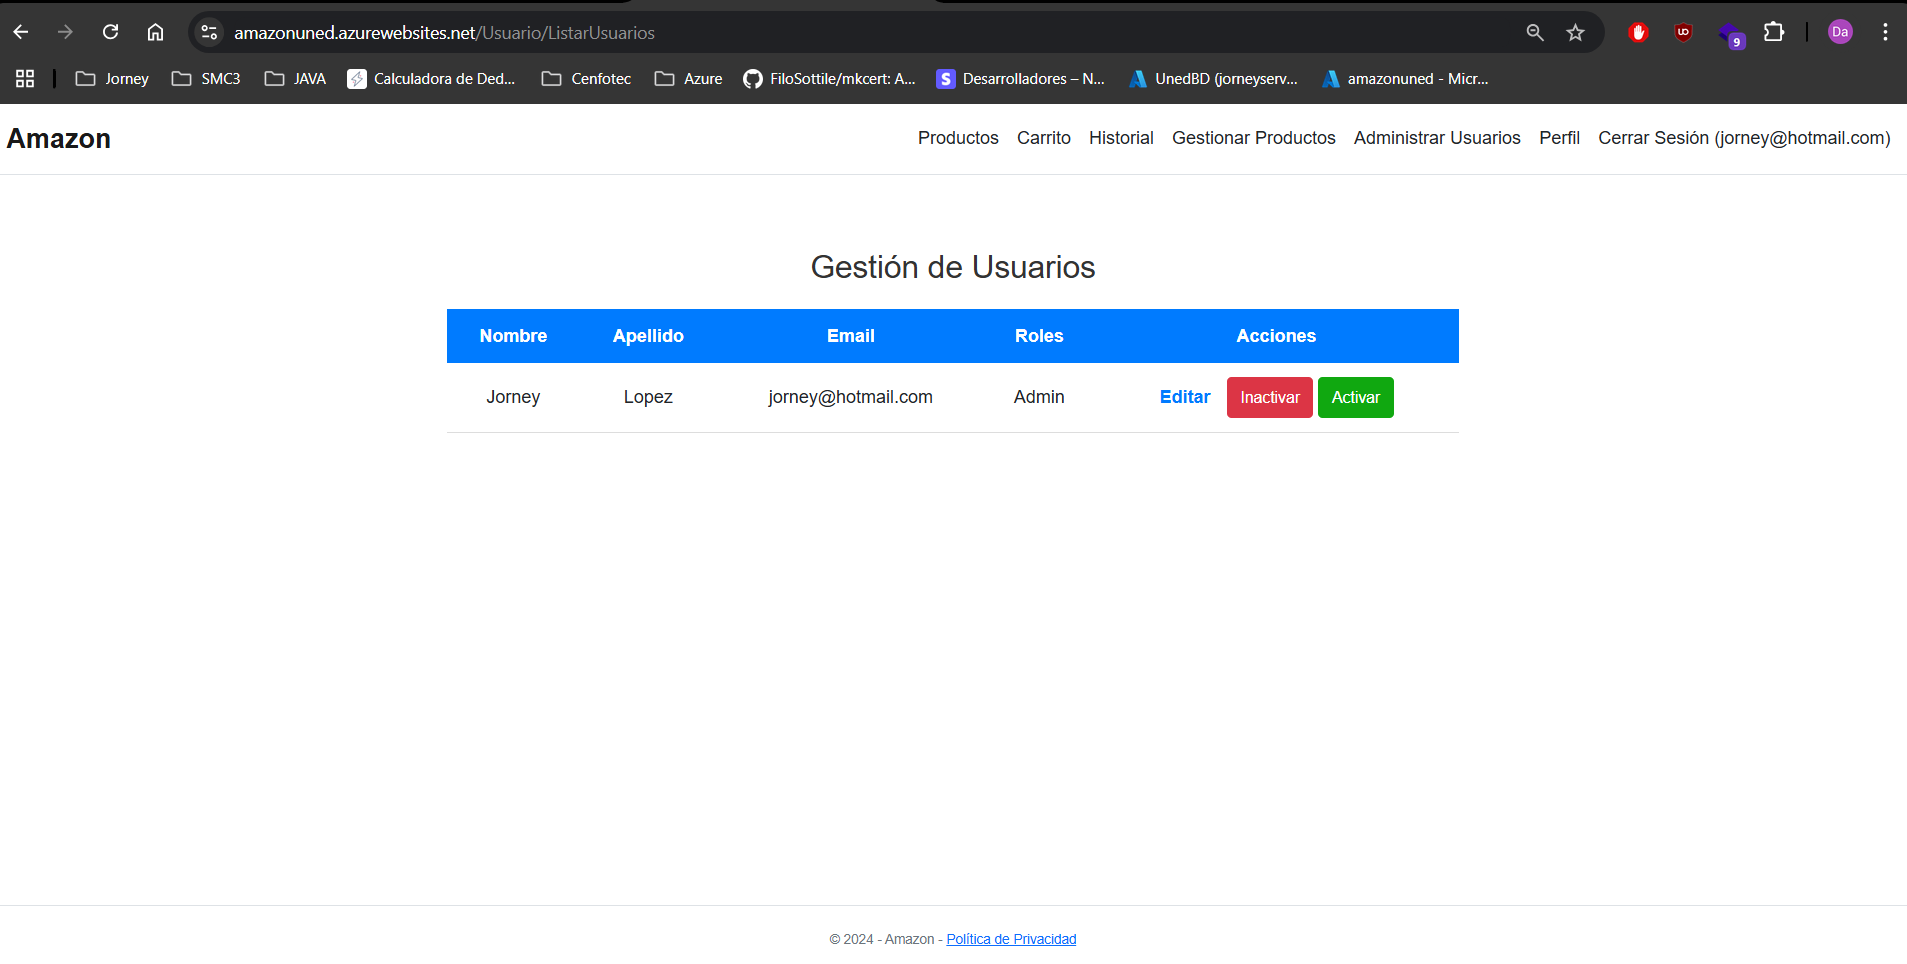 amazonuned.azurewebsites.net/Usuario/ListarUsuarios
9
Da
Jorney SMC3 JAVA Calculadora de Ded... Cenfotec Azure FiloSottile/mkcert: A... S Desarrolladores – N... UnedBD (jorneyserv... amazonuned - Micr...
Amazon Productos Carrito Historial Gestionar Productos Administrar Usuarios Perfil Cerrar Sesión (jorney@hotmail.com)
Gestión de Usuarios
Nombre Apellido Email Roles Acciones
Jorney Lopez jorney@hotmail.com Admin Editar Inactivar Activar
© 2024 - Amazon - Política de Privacidad